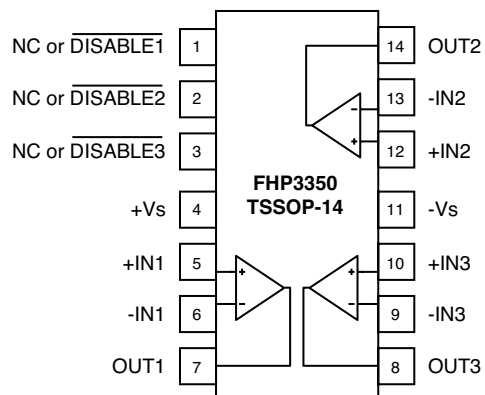 NC or DISABLE1 1 14 OUT2
NC or DISABLE2 2 13 -IN2
NC or DISABLE3 3 12 +IN2
FHP3350
TSSOP-14
+Vs 4 11 -Vs
+IN1 5 10 +IN3
-IN1 6 9 -IN3
OUT1 7 8 OUT3